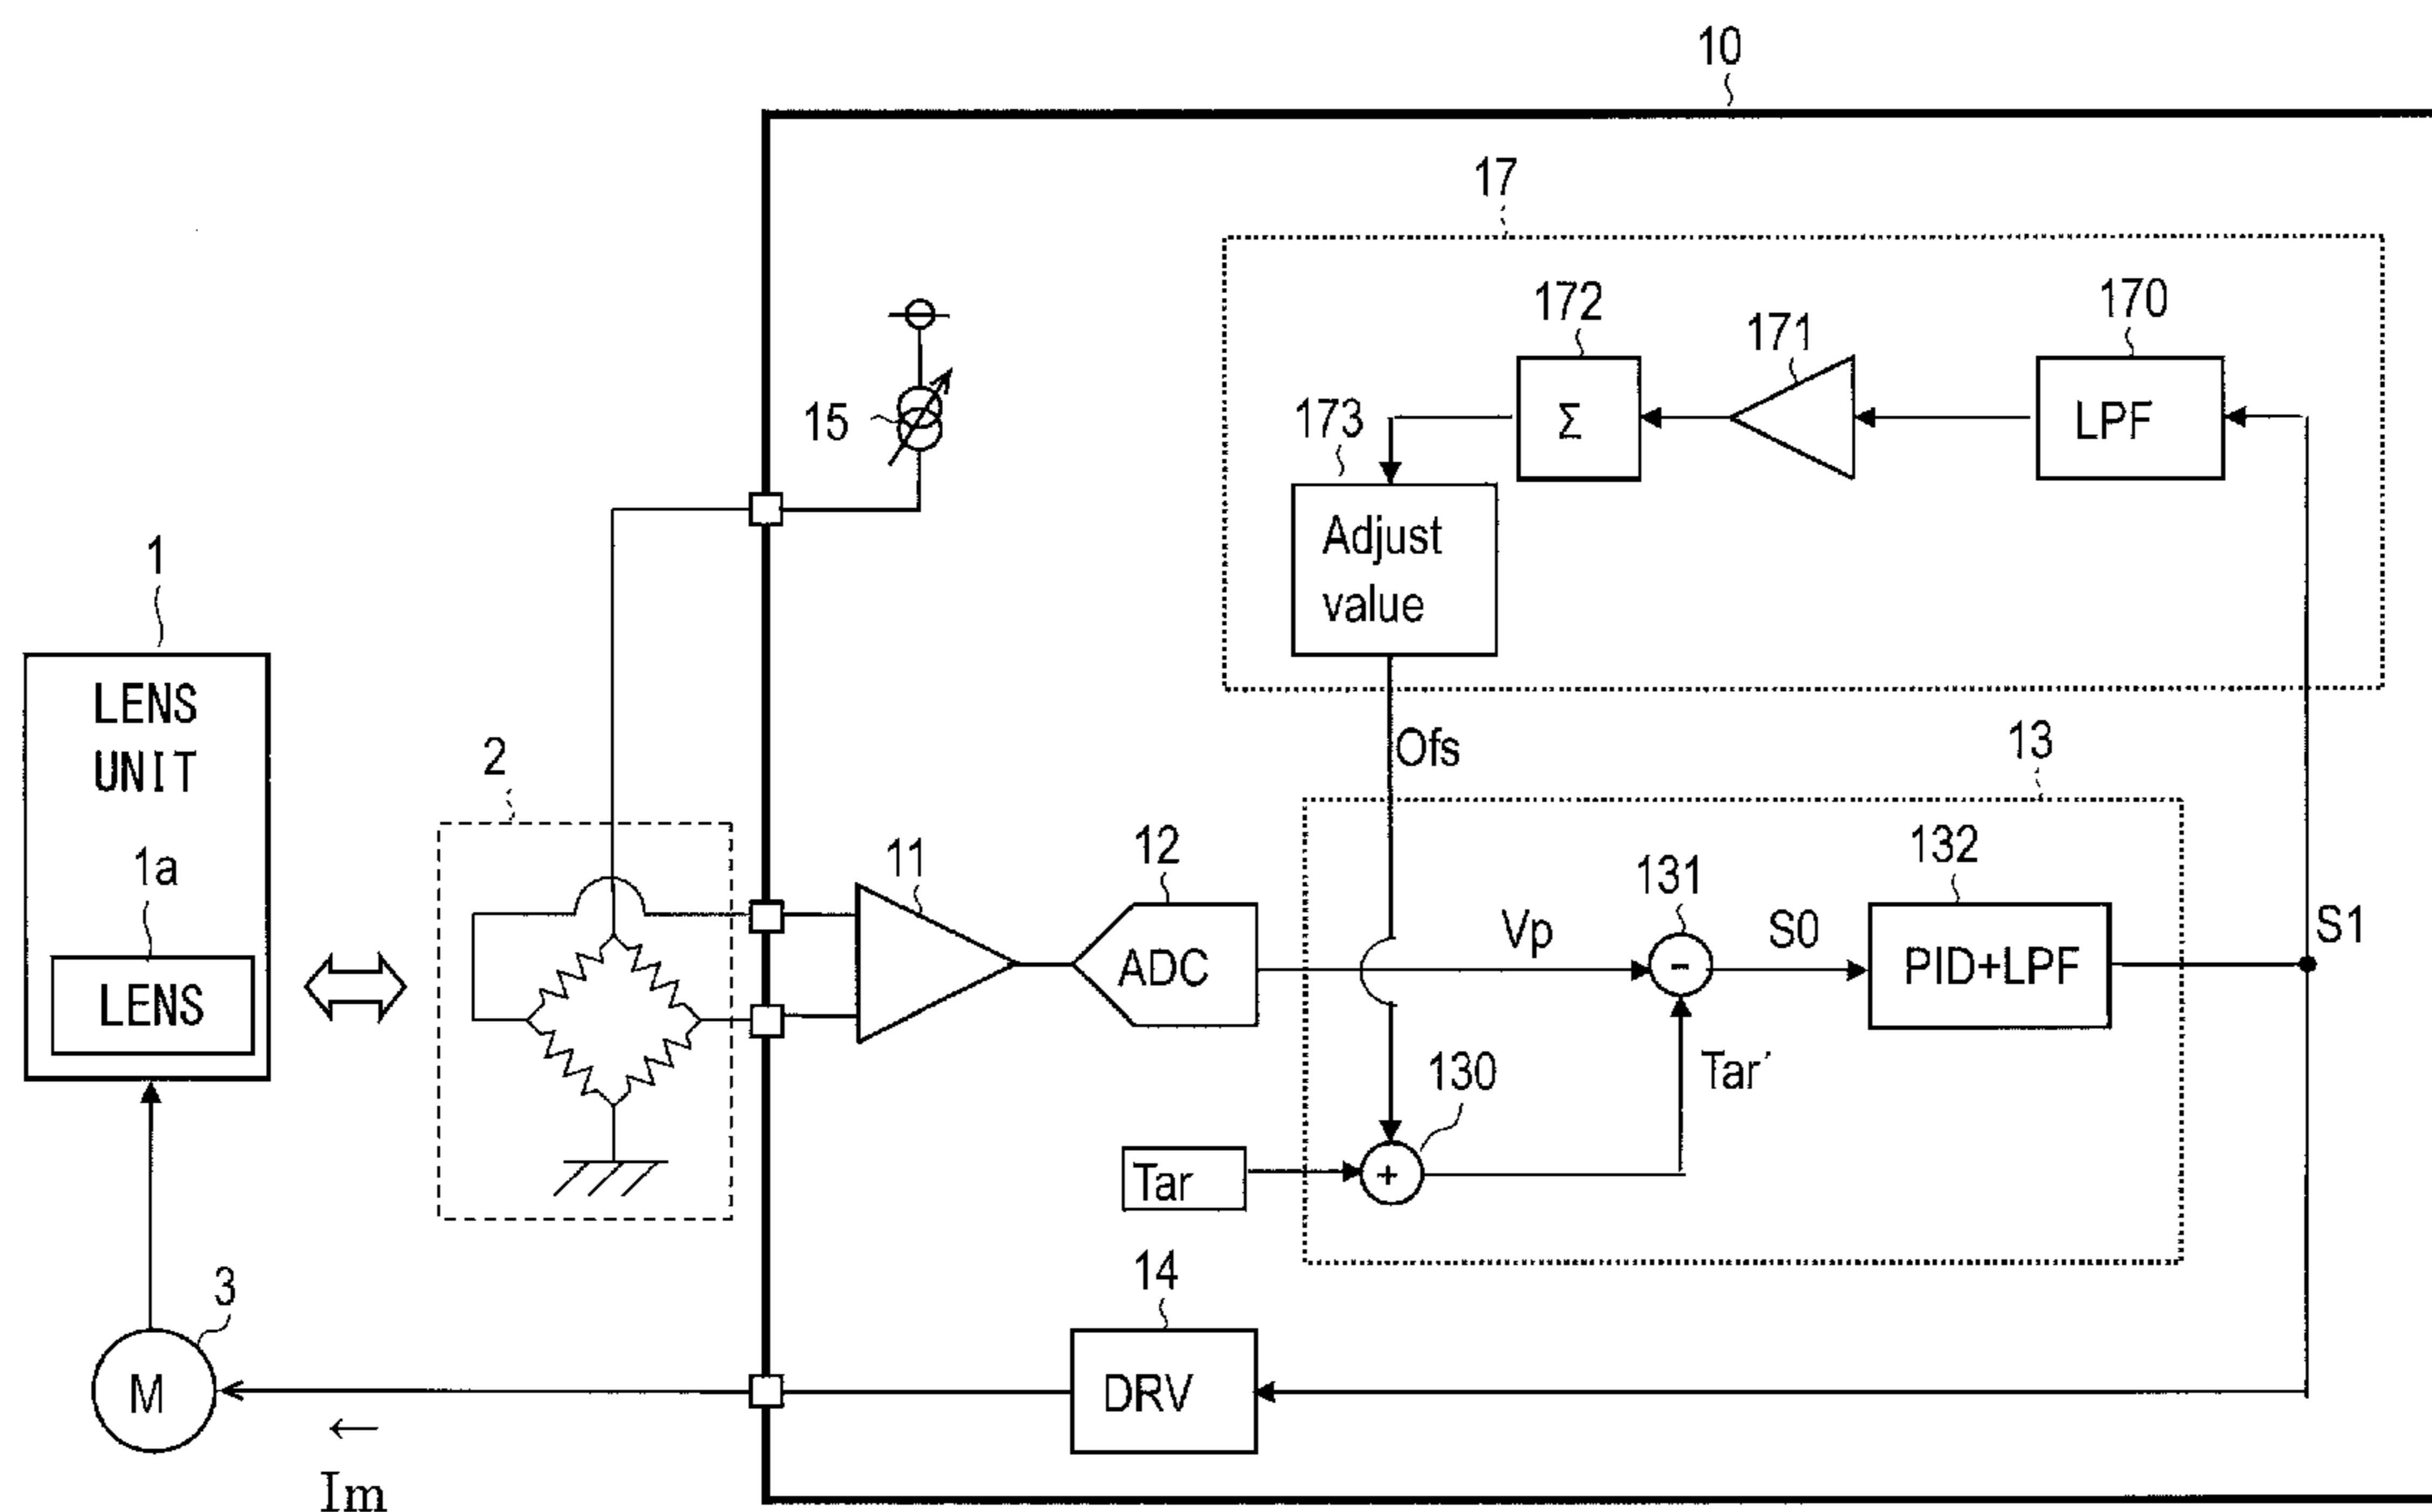 10
17
172
171
170
15
173
Σ
LPF
Adjust
value
1
LENS
UNIT
Ofs
13
2
1a
11
12
131
132
Vp
S0
S1
LENS
ADC
-
PID+LPF
130
Tar´
Tar
+
14
3
M
DRV
←
Im